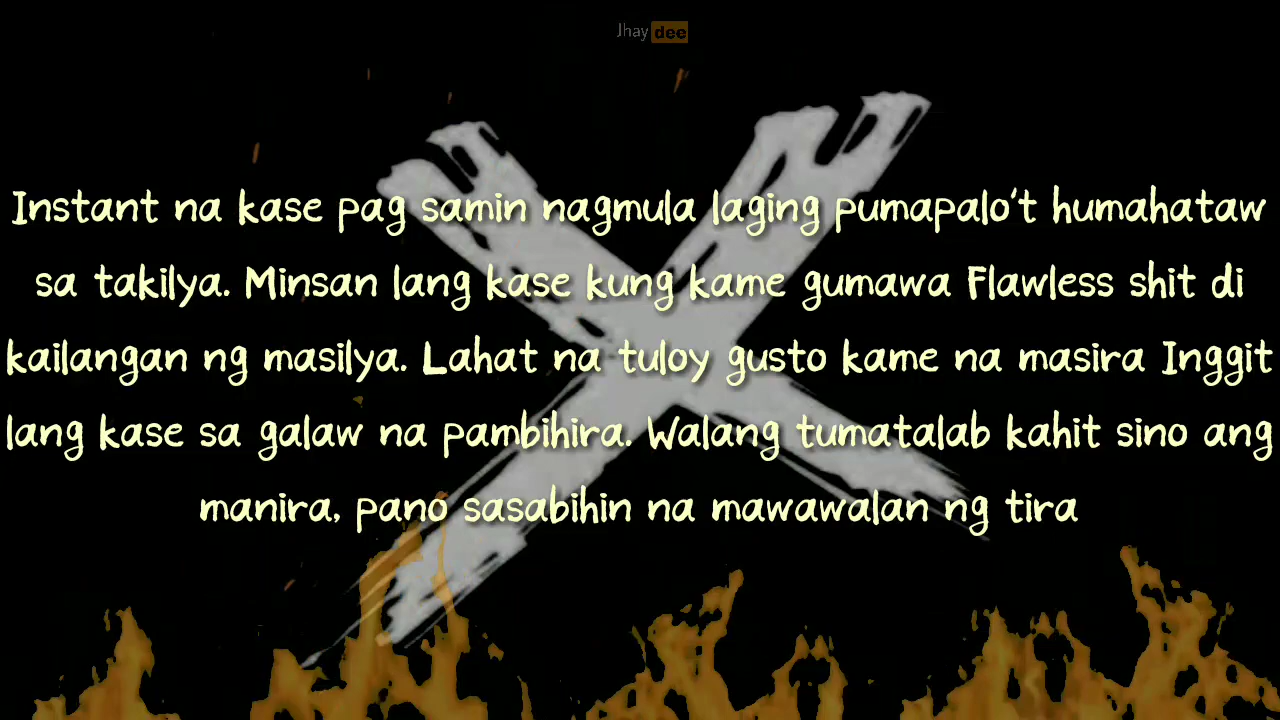 Jhay dee
Instant na kase pag samin nagmula laging pumapalo't humahataw
sa takilya. Minsan lang kase kung kame gumawa Flawless shit di
kailangan ng masilya. Lahat na tuloy gusto kame na masira Inggit
lang kase sa galaw na pambihira. Walang tumatalab kahit sino ang
manira, pano sasabihin na mawawalan ng tira